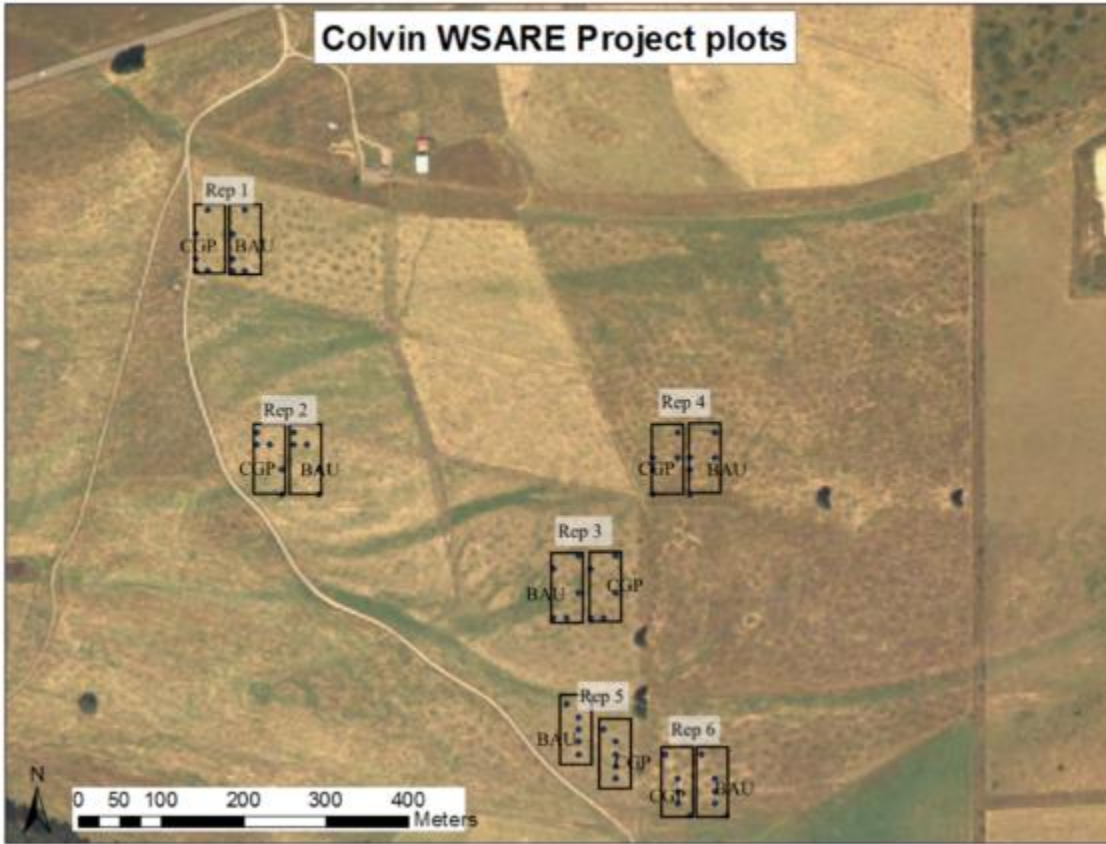 Colvin WSARE Project plots
Rep 1
CGP BAU
Rep 2
CGP BAU
Rep 4
CGP BAU
Rep 3
BAU CGP
Rep 5
BAU
GP
Rep 6
CGP BAU
N
0 50 100 200 300 400
Meters